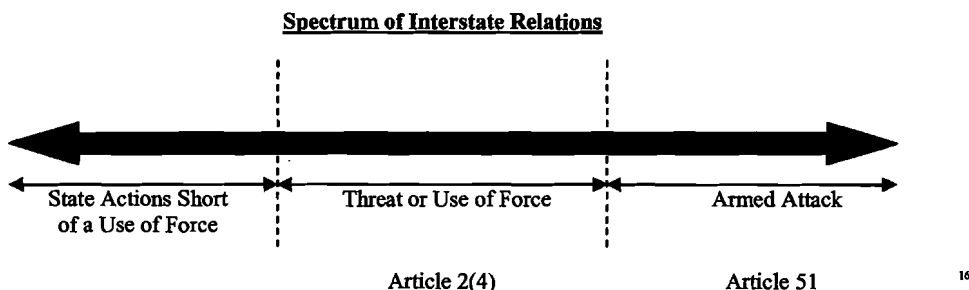 Spectrum of Interstate Relations
State Actions Short
of a Use of Force
Threat or Use of Force
Armed Attack
Article 2(4)
Article 51
16